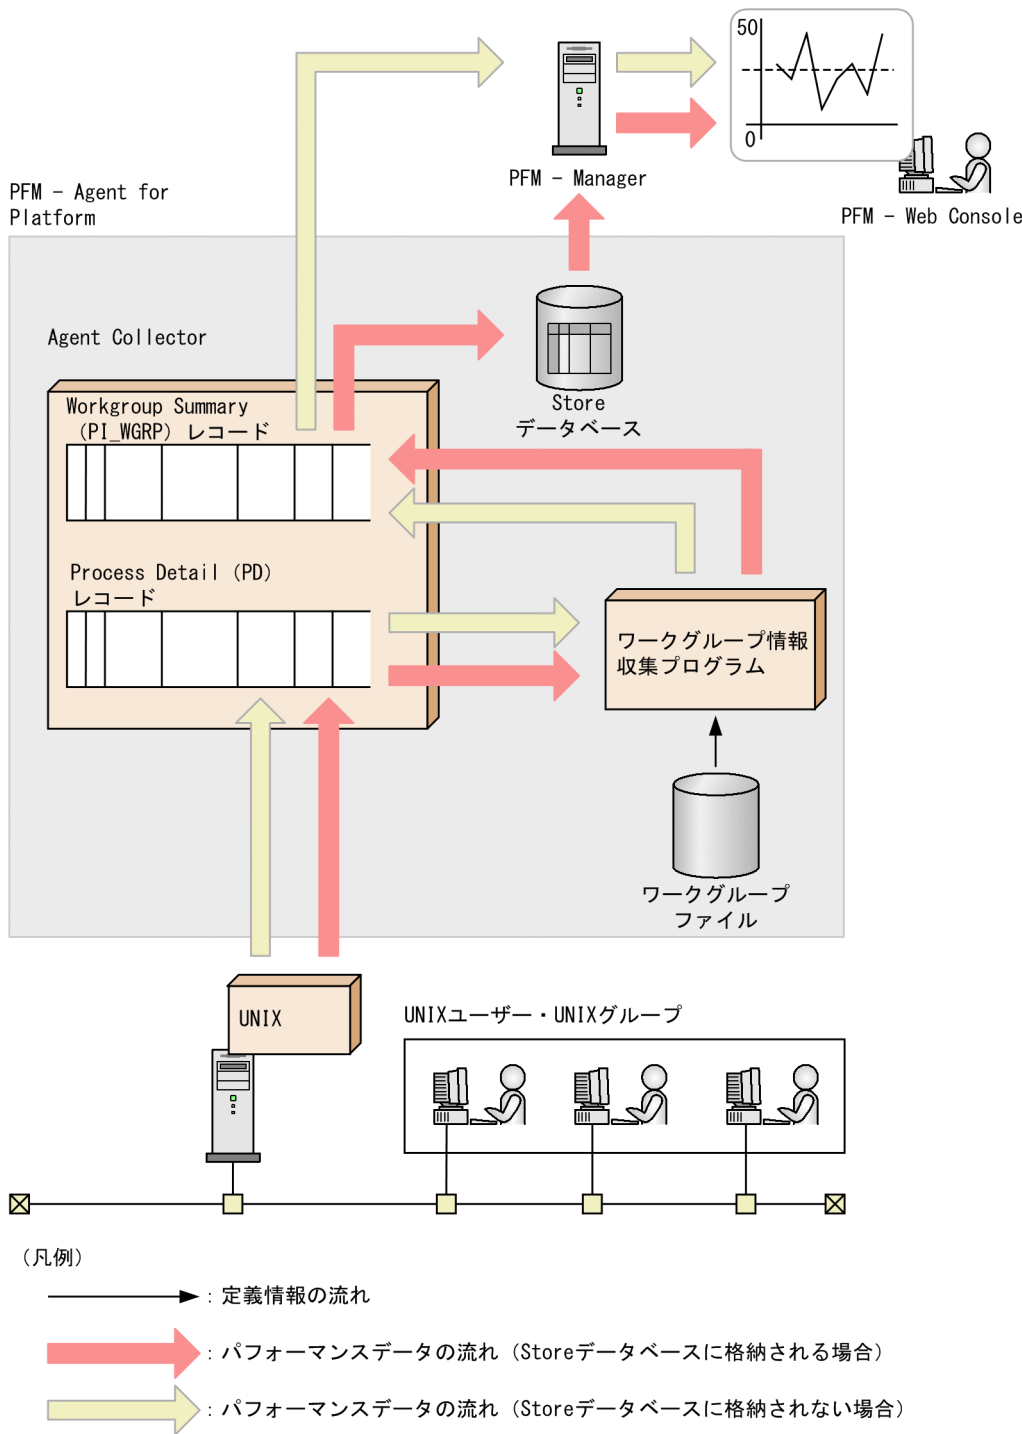 50
0
PFM - Manager
PFM - Web Console
PFM - Agent for
Platform
Agent Collector
Workgroup Summary
(PI_WGRP) レコード
Store
データベース
Process Detail (PD)
レコード
ワークグループ情報
収集プログラム
ワークグループ
ファイル
UNIX
UNIXユーザー・UNIXグループ
(凡例)
: 定義情報の流れ
: パフォーマンスデータの流れ (Storeデータベースに格納される場合)
: パフォーマンスデータの流れ (Storeデータベースに格納されない場合)